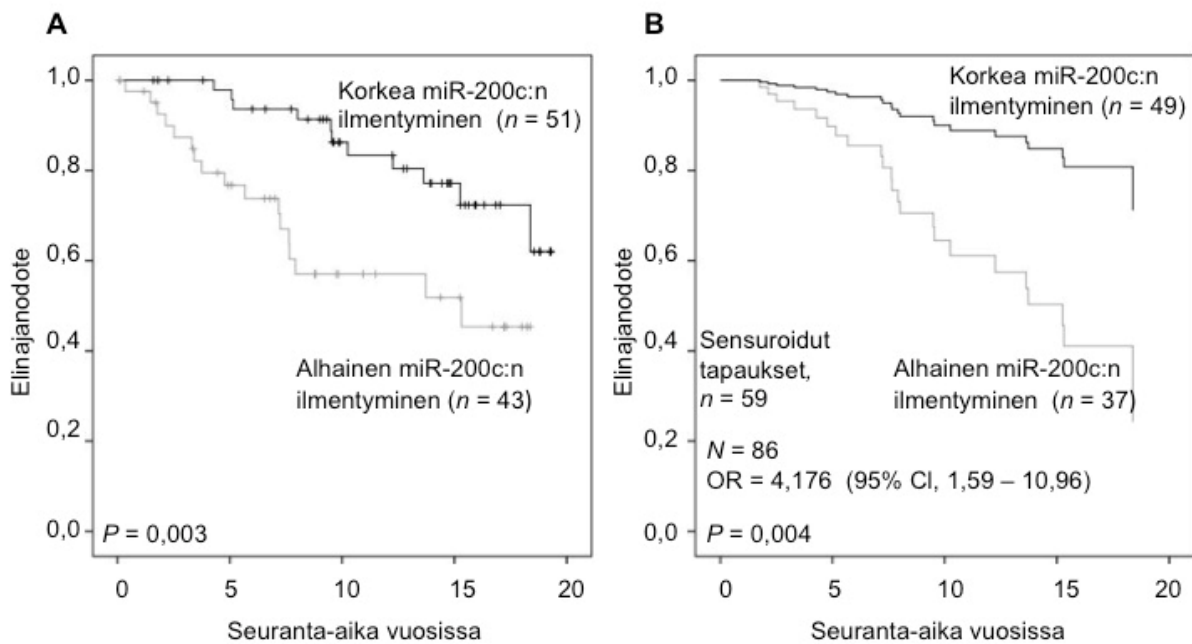 A
Elinajanodote
1,0
0,8
0,6
0,4
0,2
0,0
Korkea miR-200c:n
ilmentyminen (n = 51)
Alhainen miR-200c:n
ilmentyminen (n = 43)
P = 0,003
0 5 10 15 20
Seuranta-aika vuosissa
B
Elinajanodote
1,0
0,8
0,6
0,4
0,2
0,0
Korkea miR-200c:n
ilmentyminen (n = 49)
Sensuroidut
tapaukset,
n = 59
Alhainen miR-200c:n
ilmentyminen (n = 37)
N = 86
OR = 4,176 (95% CI, 1,59 – 10,96)
P = 0,004
0 5 10 15 20
Seuranta-aika vuosissa